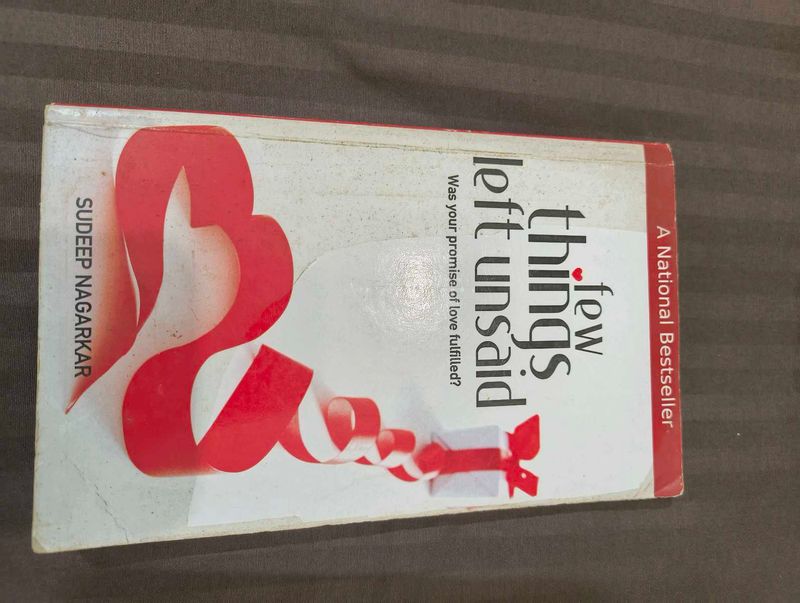 A National Bestseller
few
things
left unsaid
Was your promise of love fulfilled?
SUDEEP NAGARKAR